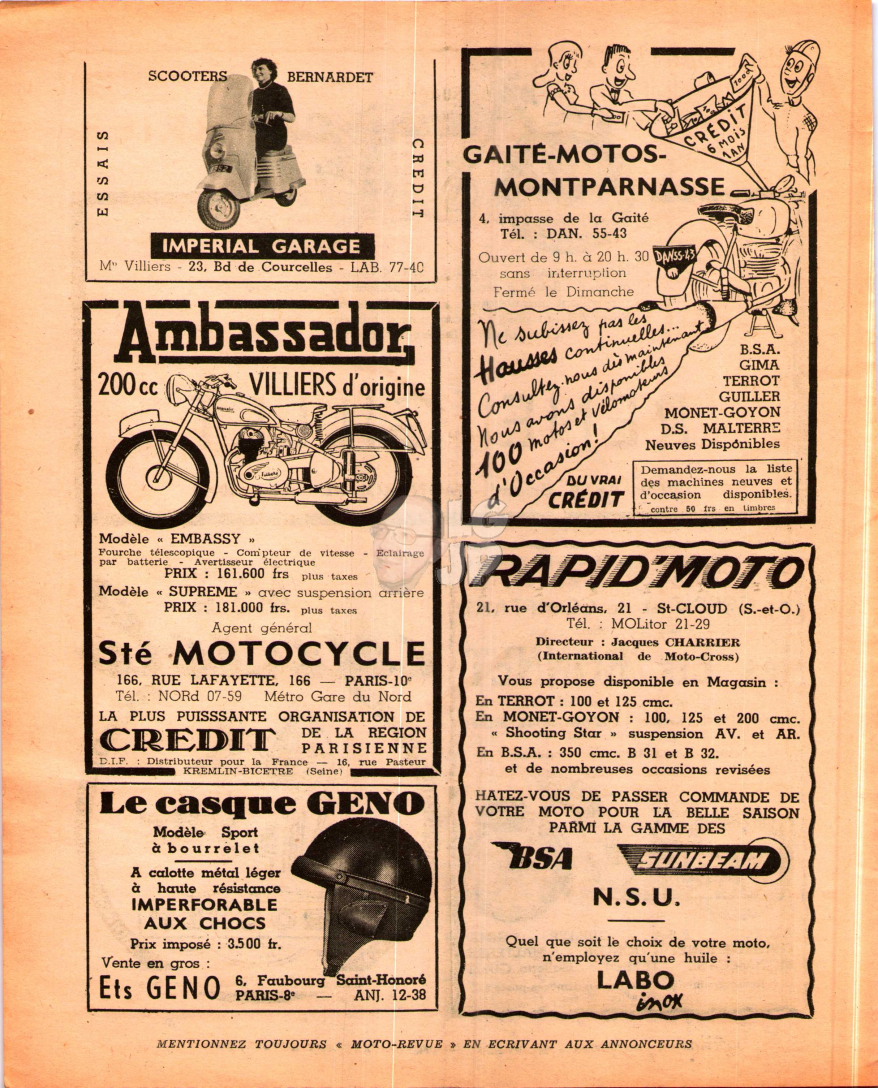 SCOOTERS BERNARDET
ESSAIS
CREDIT
IMPERIAL GARAGE
Mº Villiers - 23, Bd de Courcelles - LAB. 77-40
Ambassador
200 cc VILLIERS d'origine
Modèle « EMBASSY »
Fourche télescopique - Compteur de vitesse - Eclairage
par batterie - Avertisseur électrique
PRIX : 161.600 frs plus taxes
Modèle « SUPREME » avec suspension arrière
PRIX : 181.000 frs. plus taxes
Agent général
Sté MOTOCYCLE
166, RUE LAFAYETTE, 166 — PARIS-10e
Tél. : NORd 07-59 Métro Gare du Nord
LA PLUS PUISSSANTE ORGANISATION DE
CREDIT DE LA REGION
PARISIENNE
D.I.F. : Distributeur pour la France — 16, rue Pasteur
KREMLIN-BICETRE (Seine)
Le casque GENO
Modèle Sport
à bourrelet
A calotte métal léger
à haute résistance
IMPERFORABLE
AUX CHOCS
Prix imposé : 3.500 fr.
Vente en gros :
Ets GENO 6, Faubourg Saint-Honoré
PARIS-8e — ANJ. 12-38
CRÉDIT
6 MOIS
1 AN
GAITÉ-MOTOS-
MONTPARNASSE
4, impasse de la Gaité
Tél. : DAN. 55-43
Ouvert de 9 h. à 20 h. 30
sans interruption
Fermé le Dimanche
Ne subissez pas les
Hausses continuelles...
Consultez-nous dès maintenant
Nous avons disponibles
100 motos et Vélomoteurs
d'Occasion!
DU VRAI
CRÉDIT
B.S.A.
GIMA
TERROT
GUILLER
MONET-GOYON
D.S. MALTERRE
Neuves Disponibles
Demandez-nous la liste
des machines neuves et
d'occasion disponibles.
contre 50 frs en timbres
RAPID'MOTO
21, rue d'Orléans, 21 - St-CLOUD (S.-et-O.)
Tél. : MOLitor 21-29
Directeur : Jacques CHARRIER
(International de Moto-Cross)
Vous propose disponible en Magasin :
En TERROT : 100 et 125 cmc.
En MONET-GOYON : 100, 125 et 200 cmc.
« Shooting Star » suspension AV. et AR.
En B.S.A. : 350 cmc. B 31 et B 32.
et de nombreuses occasions revisées
HATEZ-VOUS DE PASSER COMMANDE DE
VOTRE MOTO POUR LA BELLE SAISON
PARMI LA GAMME DES
BSA SUNBEAM
N.S.U.
Quel que soit le choix de votre moto,
n'employez qu'une huile :
LABO
inox
MENTIONNEZ TOUJOURS « MOTO-REVUE » EN ECRIVANT AUX ANNONCEURS